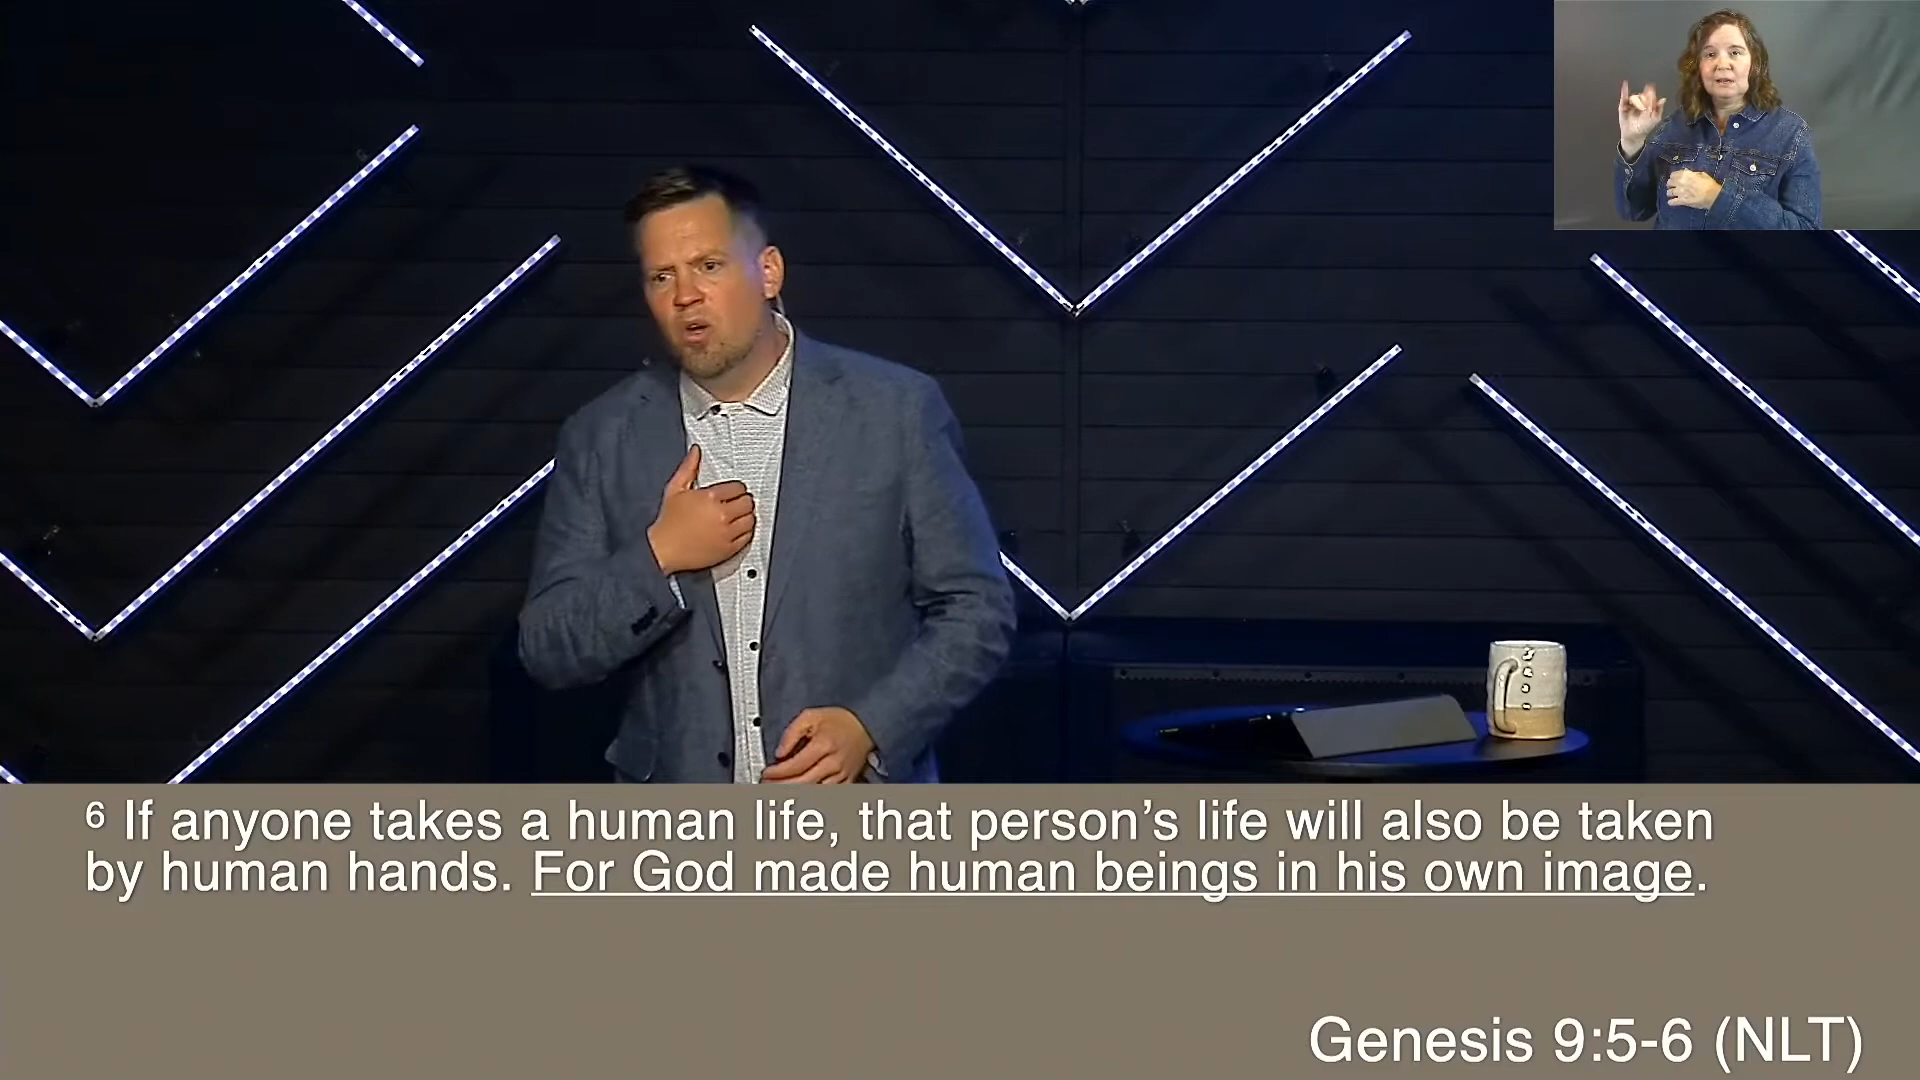 6 If anyone takes a human life, that person’s life will also be taken
by human hands. For God made human beings in his own image.
Genesis 9:5-6 (NLT)